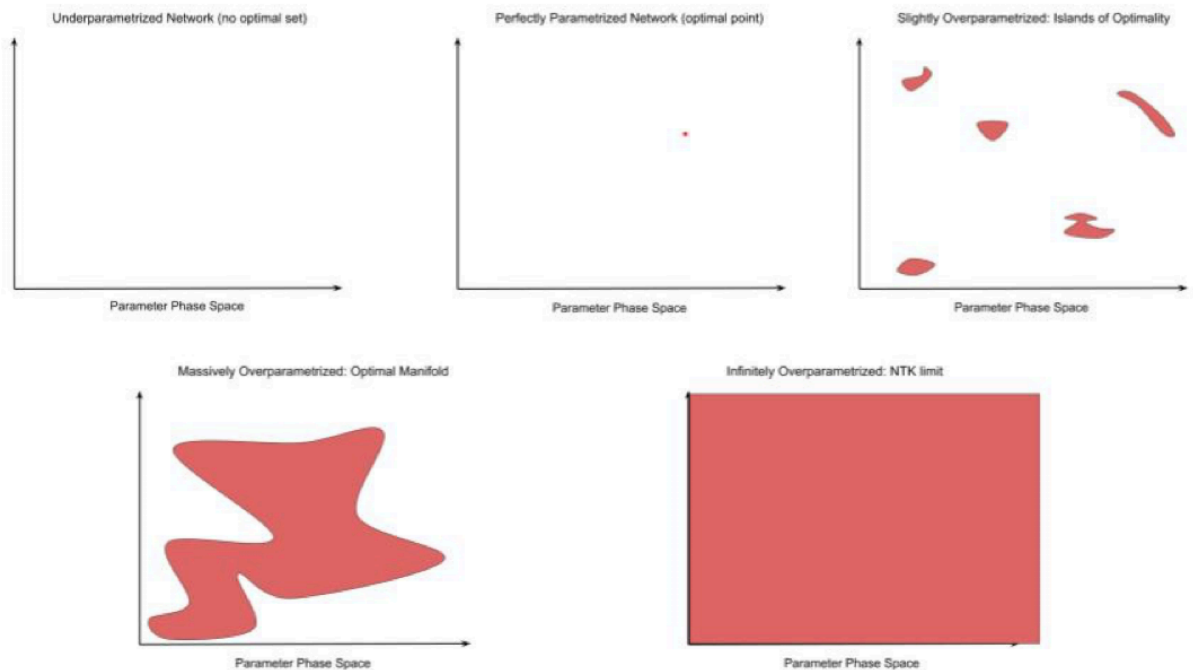 Underparametrized Network (no optimal set)
Perfectly Parametrized Network (optimal point)
Slightly Overparametrized: Islands of Optimality
Parameter Phase Space
Parameter Phase Space
Parameter Phase Space
Massively Overparametrized: Optimal Manifold
Infinitely Overparametrized: NTK limit
Parameter Phase Space
Parameter Phase Space